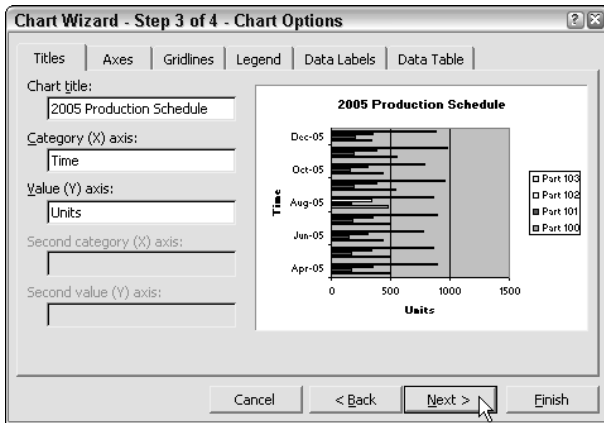 Chart Wizard - Step 3 of 4 - Chart Options
Titles Axes Gridlines Legend Data Labels Data Table
Chart title:
2005 Production Schedule
Category (X) axis:
Time
Value (Y) axis:
Units
Second category (X) axis:
Second value (Y) axis:
2005 Production Schedule
Time
Dec-05
Oct-05
Aug-05
Jun-05
Apr-05
0 500 1000 1500
Units
Part 103
Part 102
Part 101
Part 100
Cancel < Back Next > Finish